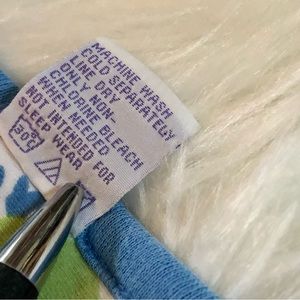 MACHINE WASH
COLD SEPARATELY
LINE DRY
ONLY NON-
CHLORINE BLEACH
WHEN NEEDED
NOT INTENDED FOR
SLEEP WEAR
30°